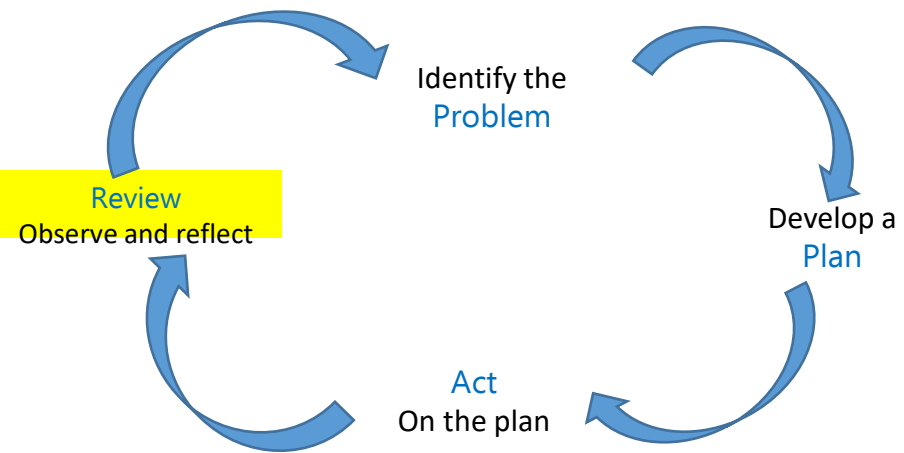 Identify the
Problem
Develop a
Plan
Act
On the plan
Review
Observe and reflect